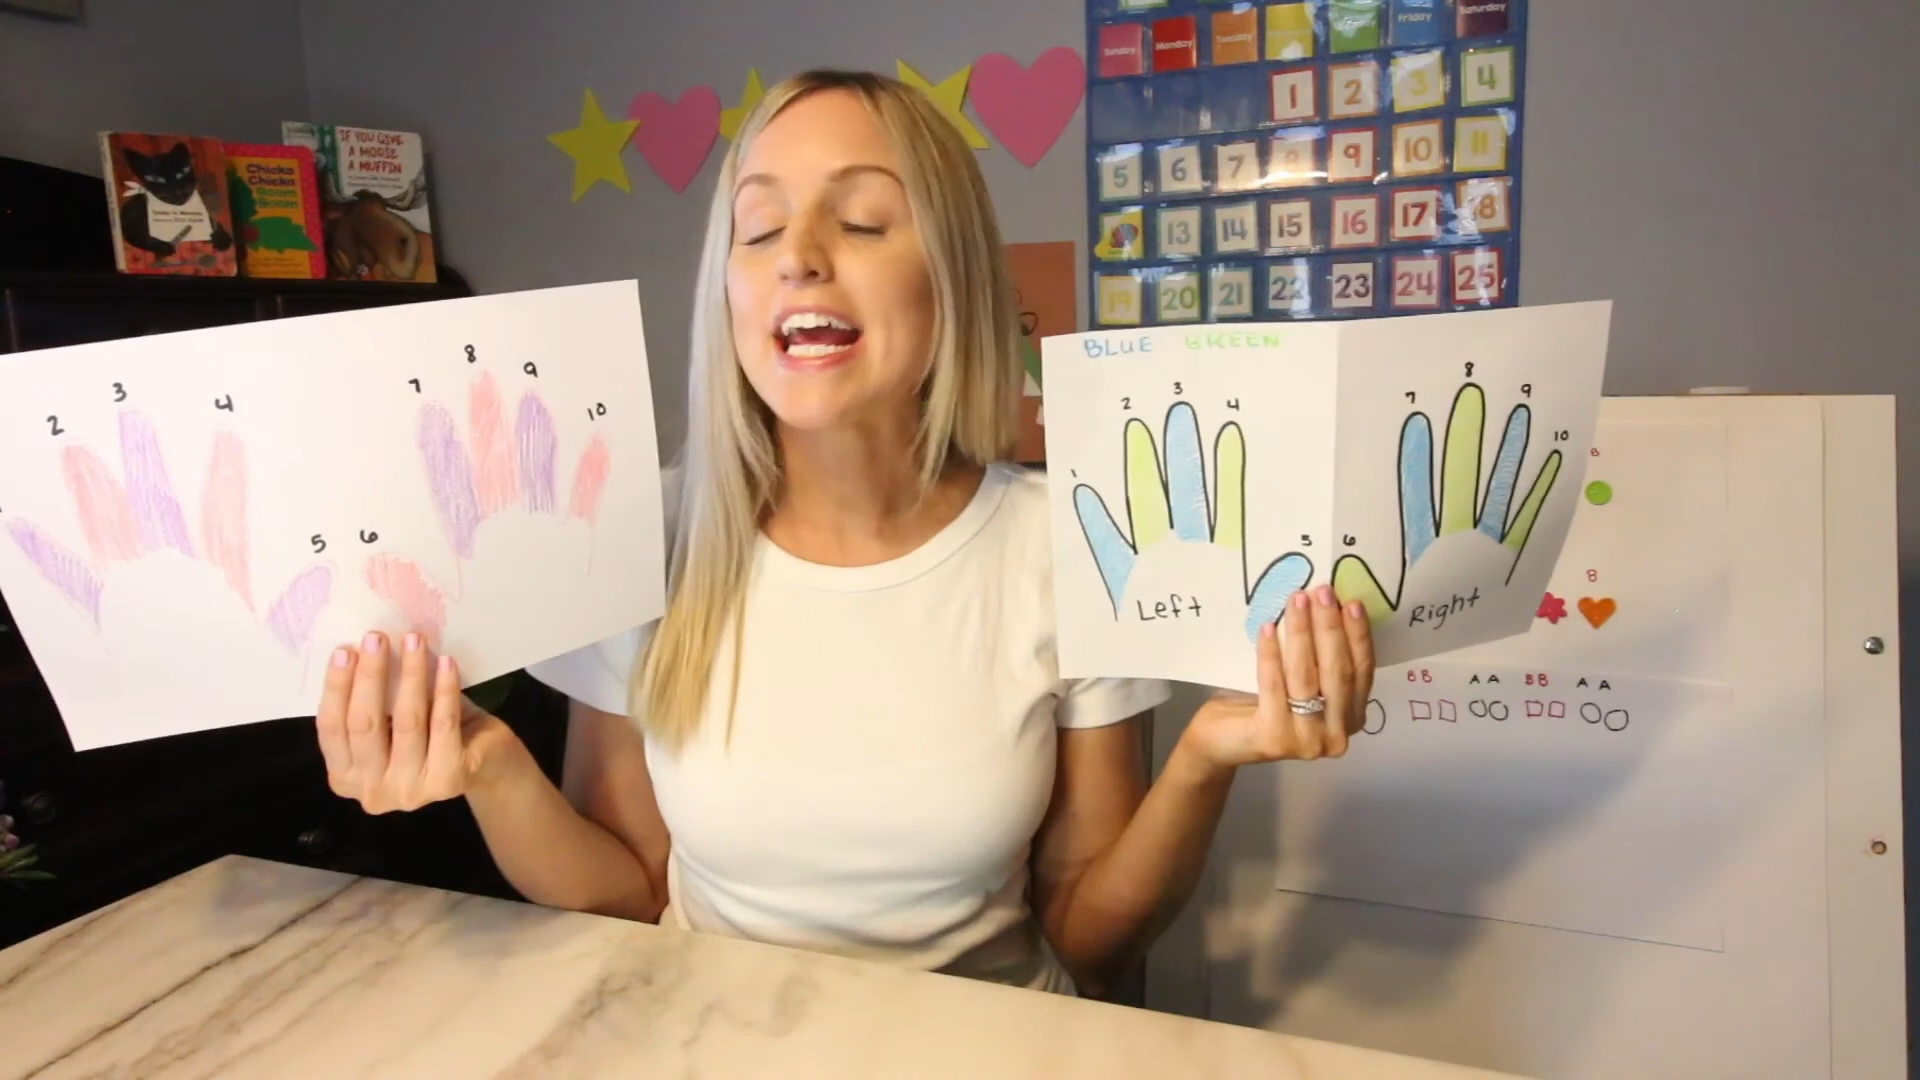 IF YOU GIVE
A MOOSE
A MUFFIN
Chicka
Chicka
Boom
Boom
Sunday Monday Tuesday Friday Saturday
1 2 3 4
5 6 7 8 9 10 11
13 14 15 16 17 18
19 20 21 22 23 24 25
2 3 4 5 6 7 8 9 10
BLUE GREEN
1 2 3 4 5 6 7 8 9 10
Left Right
B
B
BB AA BB AA